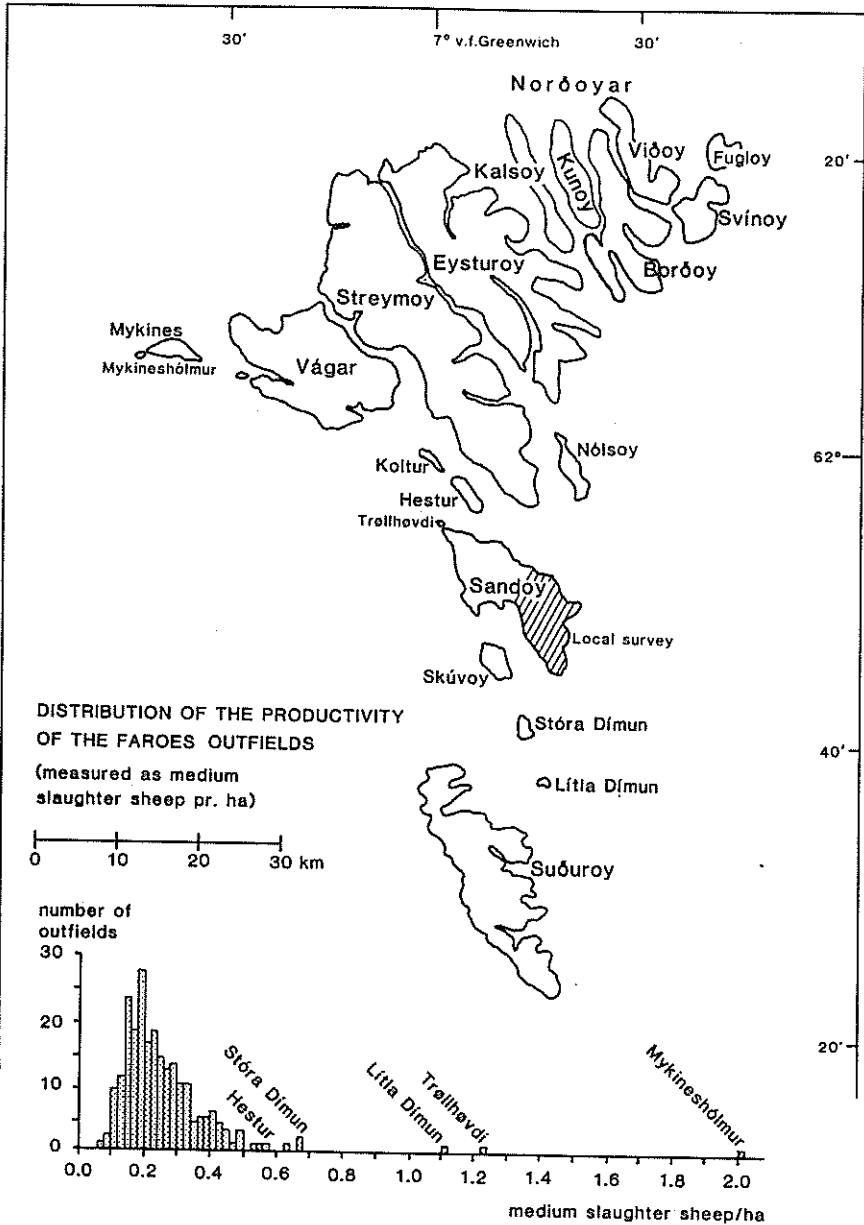 30' 7° v.f.Greenwich 30'
Norðoyar
Kalsoy
Kunoy
Viðoy
Fugloy
20'
Svínoy
Borðoy
Eysturoy
Streymoy
Mykines
Mykineshólmur
Vágar
Nólsoy
62°
Koltur
Hestur
Trøllhøvdi
Sandoy
Local survey
Skúvoy
DISTRIBUTION OF THE PRODUCTIVITY
OF THE FAROES OUTFIELDS
(measured as medium
slaughter sheep pr. ha)
Stóra Dímun
40'
Lítla Dímun
0 10 20 30 km
Suðuroy
number of
outfields
30
20
10
0
20'
Hestur
Stóra Dímun
Lítla Dímun
Trøllhøvdi
Mykineshólmur
0.0 0.2 0.4 0.6 0.8 1.0 1.2 1.4 1.6 1.8 2.0
medium slaughter sheep/ha